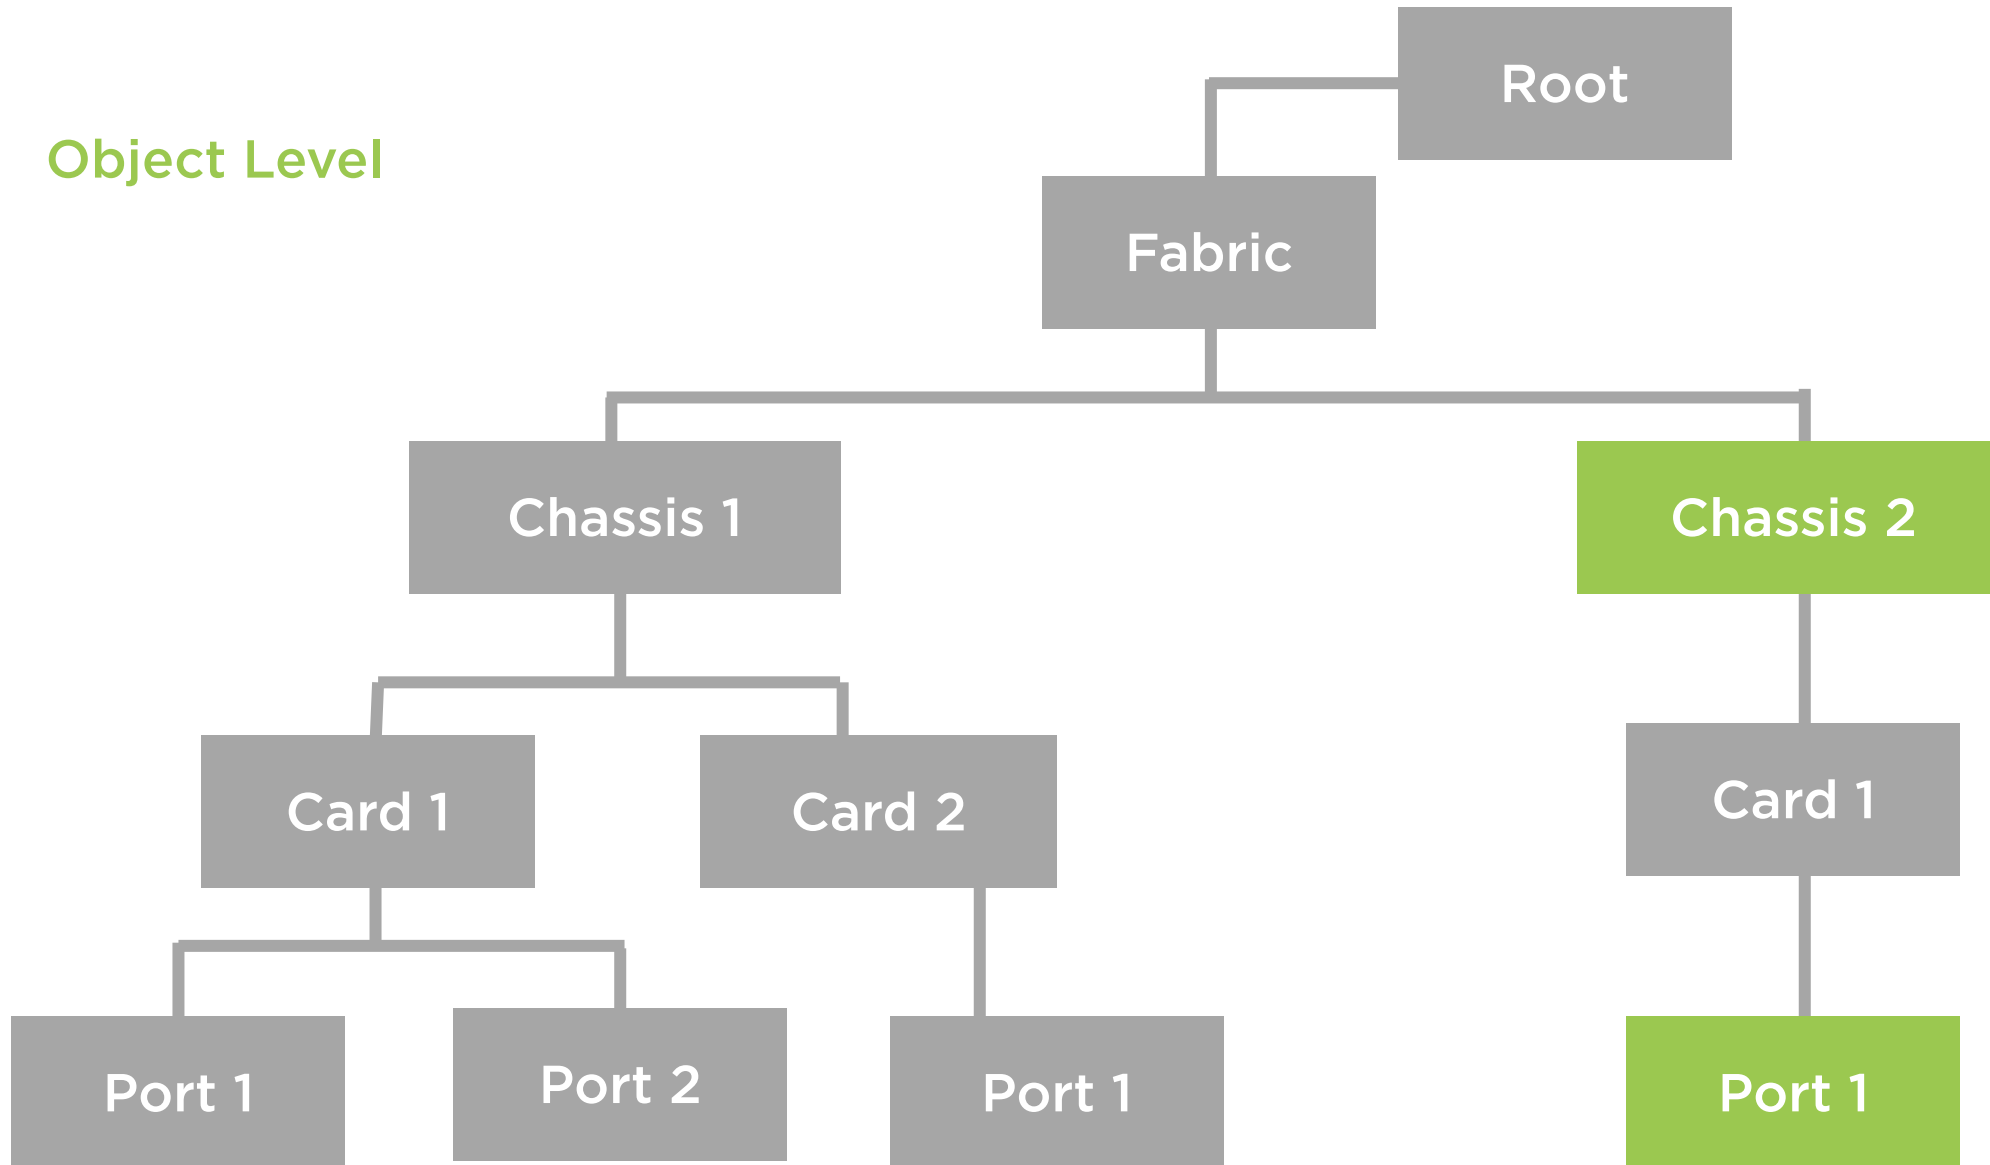 Root
Object Level
Fabric
Chassis 1
Chassis 2
Card 1
Card 2
Card 1
Port 1
Port 2
Port 1
Port 1